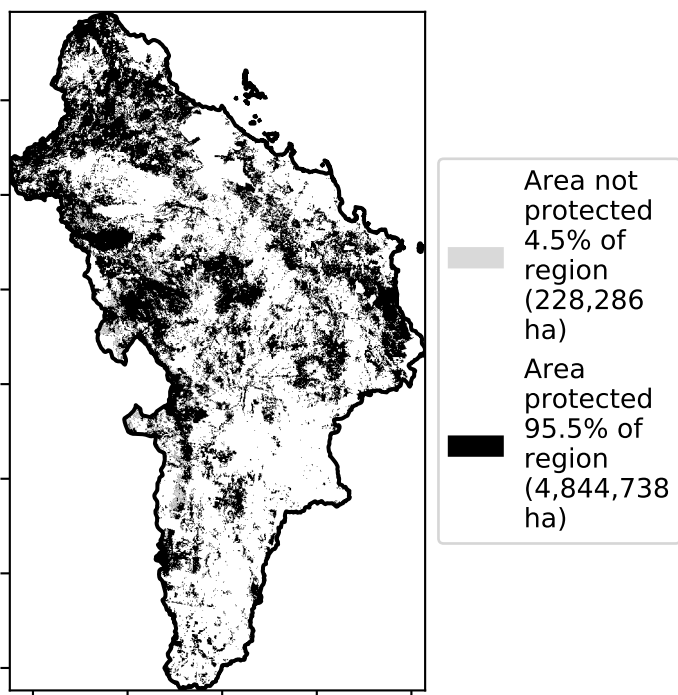 Area not
protected
4.5% of
region
(228,286
ha)
Area
protected
95.5% of
region
(4,844,738
ha)